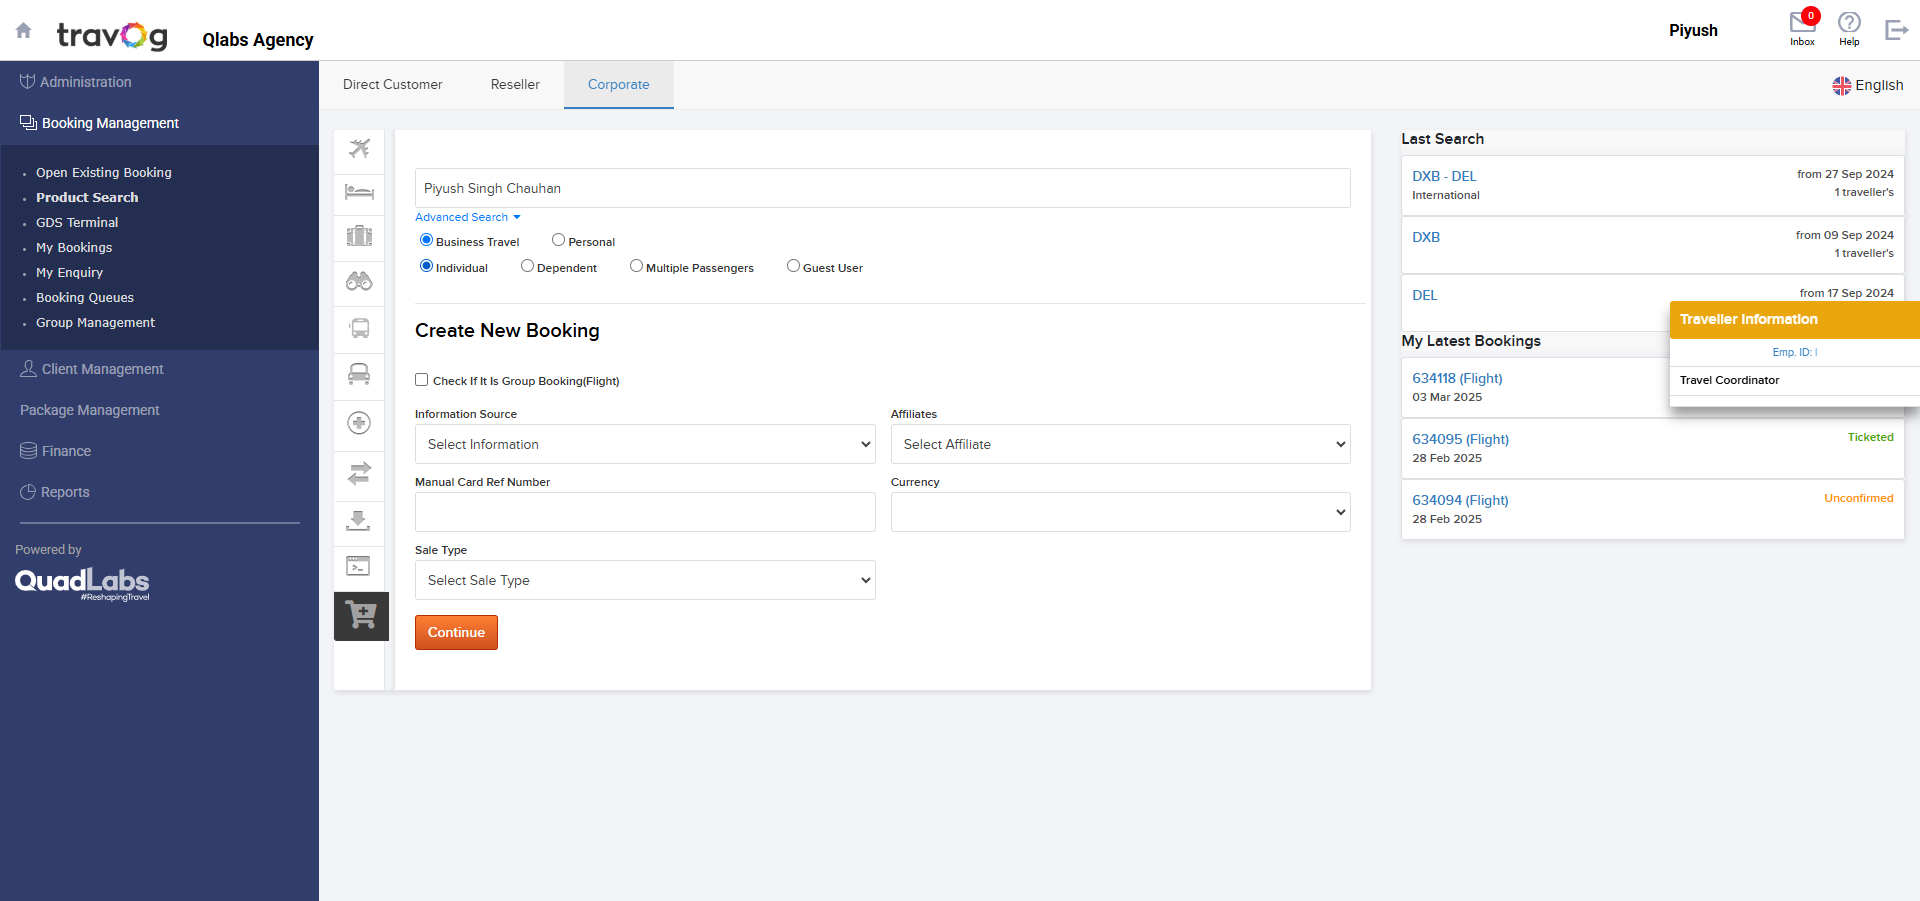 travog
Qlabs Agency
Piyush
0
Inbox
Help
Administration
Booking Management
Open Existing Booking
Product Search
GDS Terminal
My Bookings
My Enquiry
Booking Queues
Group Management
Client Management
Package Management
Finance
Reports
Powered by
QuadLabs
#ReshapingTravel
Direct Customer
Reseller
Corporate
English
Piyush Singh Chauhan
Advanced Search
Business Travel
Personal
Individual
Dependent
Multiple Passengers
Guest User
Create New Booking
Check If It Is Group Booking(Flight)
Information Source
Affiliates
Select Information
Select Affiliate
Manual Card Ref Number
Currency
Sale Type
Select Sale Type
Continue
Last Search
DXB - DEL
from 27 Sep 2024
International
1 traveller's
DXB
from 09 Sep 2024
1 traveller's
DEL
from 17 Sep 2024
Traveller Information
Emp. ID: |
Travel Coordinator
My Latest Bookings
634118 (Flight)
03 Mar 2025
634095 (Flight)
Ticketed
28 Feb 2025
634094 (Flight)
Unconfirmed
28 Feb 2025